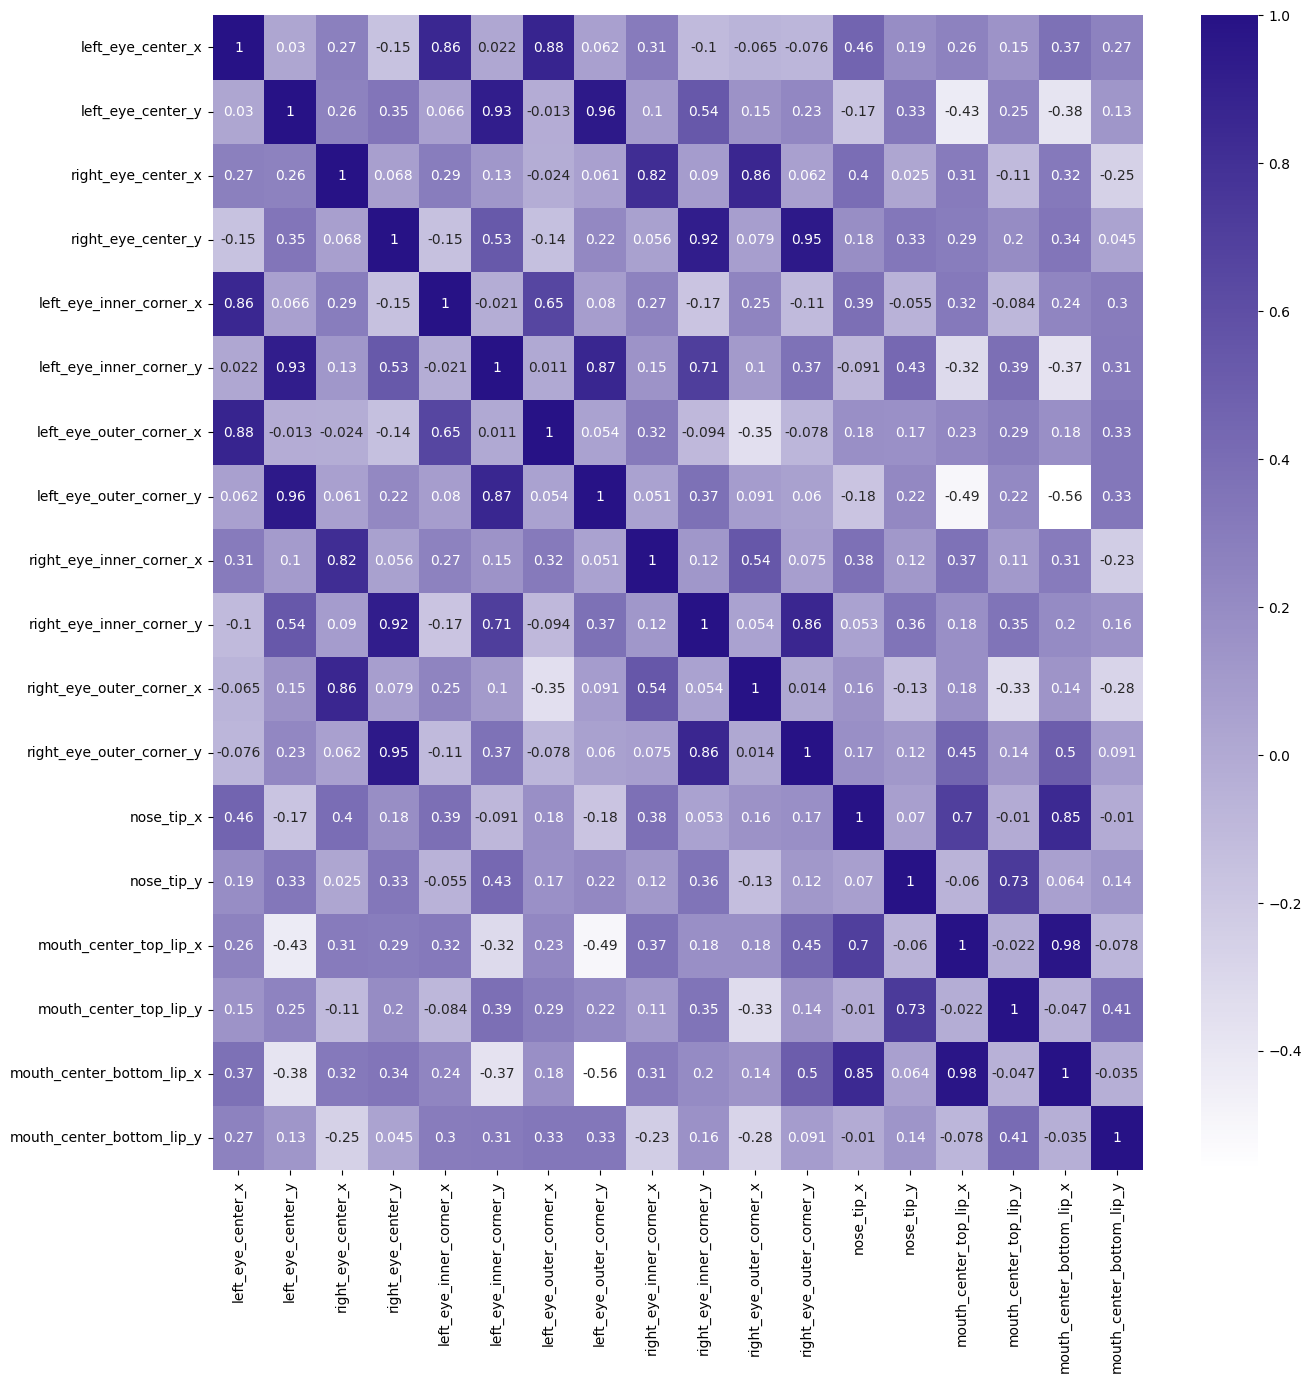 left_eye_center_x 1 0.03 0.27 -0.15 0.86 0.022 0.88 0.062 0.31 -0.1 -0.065 -0.076 0.46 0.19 0.26 0.15 0.37 0.27
left_eye_center_y 0.03 1 0.26 0.35 0.066 0.93 -0.013 0.96 0.1 0.54 0.15 0.23 -0.17 0.33 -0.43 0.25 -0.38 0.13
right_eye_center_x 0.27 0.26 1 0.068 0.29 0.13 -0.024 0.061 0.82 0.09 0.86 0.062 0.4 0.025 0.31 -0.11 0.32 -0.25
right_eye_center_y -0.15 0.35 0.068 1 -0.15 0.53 -0.14 0.22 0.056 0.92 0.079 0.95 0.18 0.33 0.29 0.2 0.34 0.045
left_eye_inner_corner_x 0.86 0.066 0.29 -0.15 1 -0.021 0.65 0.08 0.27 -0.17 0.25 -0.11 0.39 -0.055 0.32 -0.084 0.24 0.3
left_eye_inner_corner_y 0.022 0.93 0.13 0.53 -0.021 1 0.011 0.87 0.15 0.71 0.1 0.37 -0.091 0.43 -0.32 0.39 -0.37 0.31
left_eye_outer_corner_x 0.88 -0.013 -0.024 -0.14 0.65 0.011 1 0.054 0.32 -0.094 -0.35 -0.078 0.18 0.17 0.23 0.29 0.18 0.33
left_eye_outer_corner_y 0.062 0.96 0.061 0.22 0.08 0.87 0.054 1 0.051 0.37 0.091 0.06 -0.18 0.22 -0.49 0.22 -0.56 0.33
right_eye_inner_corner_x 0.31 0.1 0.82 0.056 0.27 0.15 0.32 0.051 1 0.12 0.54 0.075 0.38 0.12 0.37 0.11 0.31 -0.23
right_eye_inner_corner_y -0.1 0.54 0.09 0.92 -0.17 0.71 -0.094 0.37 0.12 1 0.054 0.86 0.053 0.36 0.18 0.35 0.2 0.16
right_eye_outer_corner_x -0.065 0.15 0.86 0.079 0.25 0.1 -0.35 0.091 0.54 0.054 1 0.014 0.16 -0.13 0.18 -0.33 0.14 -0.28
right_eye_outer_corner_y -0.076 0.23 0.062 0.95 -0.11 0.37 -0.078 0.06 0.075 0.86 0.014 1 0.17 0.12 0.45 0.14 0.5 0.091
nose_tip_x 0.46 -0.17 0.4 0.18 0.39 -0.091 0.18 -0.18 0.38 0.053 0.16 0.17 1 0.07 0.7 -0.01 0.85 -0.01
nose_tip_y 0.19 0.33 0.025 0.33 -0.055 0.43 0.17 0.22 0.12 0.36 -0.13 0.12 0.07 1 -0.06 0.73 0.064 0.14
mouth_center_top_lip_x 0.26 -0.43 0.31 0.29 0.32 -0.32 0.23 -0.49 0.37 0.18 0.18 0.45 0.7 -0.06 1 -0.022 0.98 -0.078
mouth_center_top_lip_y 0.15 0.25 -0.11 0.2 -0.084 0.39 0.29 0.22 0.11 0.35 -0.33 0.14 -0.01 0.73 -0.022 1 -0.047 0.41
mouth_center_bottom_lip_x 0.37 -0.38 0.32 0.34 0.24 -0.37 0.18 -0.56 0.31 0.2 0.14 0.5 0.85 0.064 0.98 -0.047 1 -0.035
mouth_center_bottom_lip_y 0.27 0.13 -0.25 0.045 0.3 0.31 0.33 0.33 -0.23 0.16 -0.28 0.091 -0.01 0.14 -0.078 0.41 -0.035 1
left_eye_center_x
left_eye_center_y
right_eye_center_x
right_eye_center_y
left_eye_inner_corner_x
left_eye_inner_corner_y
left_eye_outer_corner_x
left_eye_outer_corner_y
right_eye_inner_corner_x
right_eye_inner_corner_y
right_eye_outer_corner_x
right_eye_outer_corner_y
nose_tip_x
nose_tip_y
mouth_center_top_lip_x
mouth_center_top_lip_y
mouth_center_bottom_lip_x
mouth_center_bottom_lip_y
1.0
0.8
0.6
0.4
0.2
0.0
−0.2
−0.4